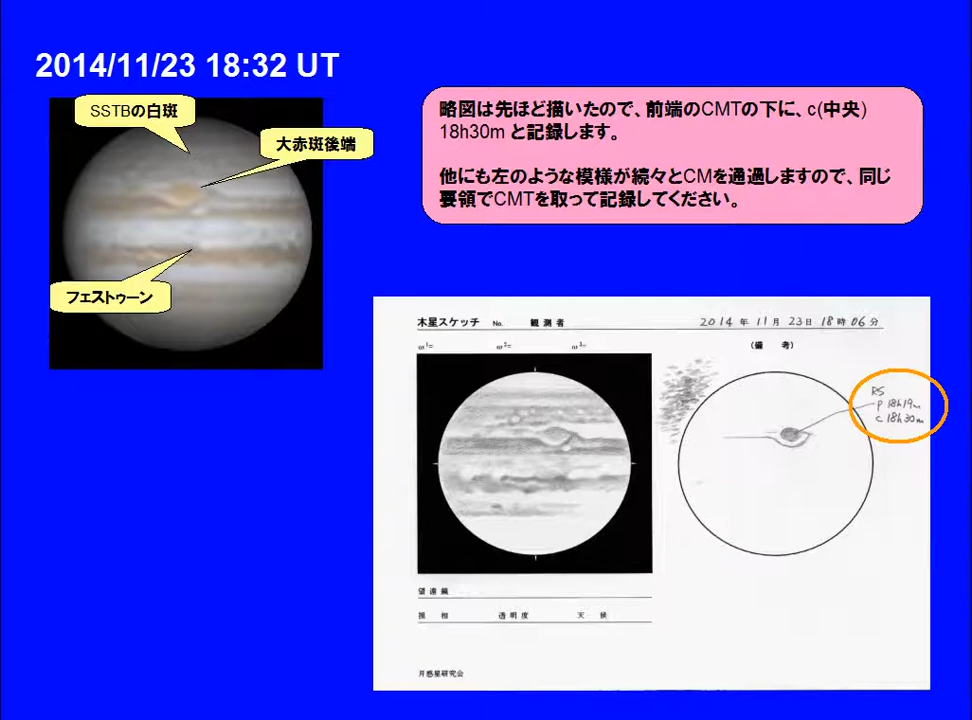 2014/11/23 18:32 UT
SSTBの白斑
大赤斑後端
フェストゥーン
略図は先ほど描いたので、前端のCMTの下に、c(中央)
18h30m と記録します。
他にも左のような模様が続々とCMを通過しますので、同じ
要領でCMTを取って記録してください。
木星スケッチ No. 観測者 2014 年 11 月 23 日 18 時 06 分
ω¹= ω²= ω³= (備 考)
RS
p 18h19m
c 18h30m
望遠鏡
撮 相 透明度 天 候
月惑星研究会